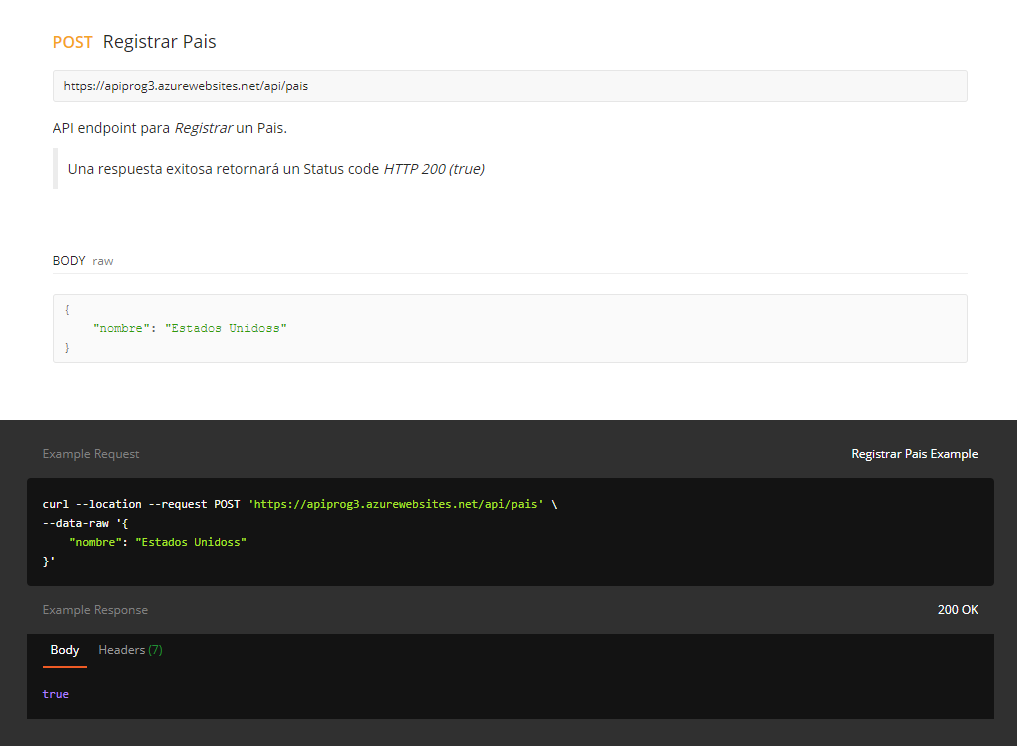 POST Registrar Pais
https://apiprog3.azurewebsites.net/api/pais
API endpoint para Registrar un Pais.
Una respuesta exitosa retornará un Status code HTTP 200 (true)
BODY raw
{
"nombre": "Estados Unidoss"
}
Example Request
Registrar Pais Example
curl --location --request POST 'https://apiprog3.azurewebsites.net/api/pais' \
--data-raw '{
"nombre": "Estados Unidoss"
}'
Example Response
200 OK
Body Headers (7)
true